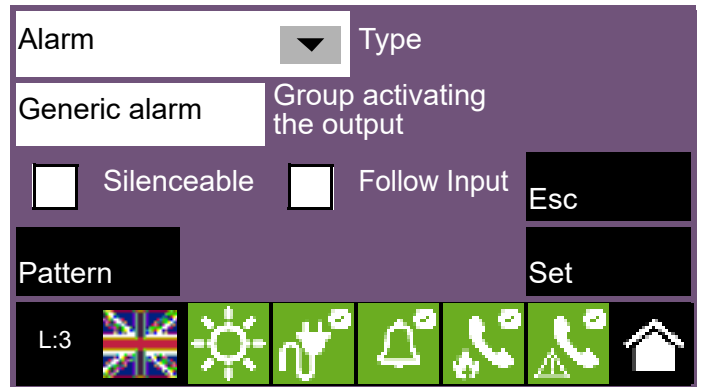 Alarm
Type
Generic alarm
Group activating
the output
Silenceable
Follow Input
Esc
Pattern
Set
L:3